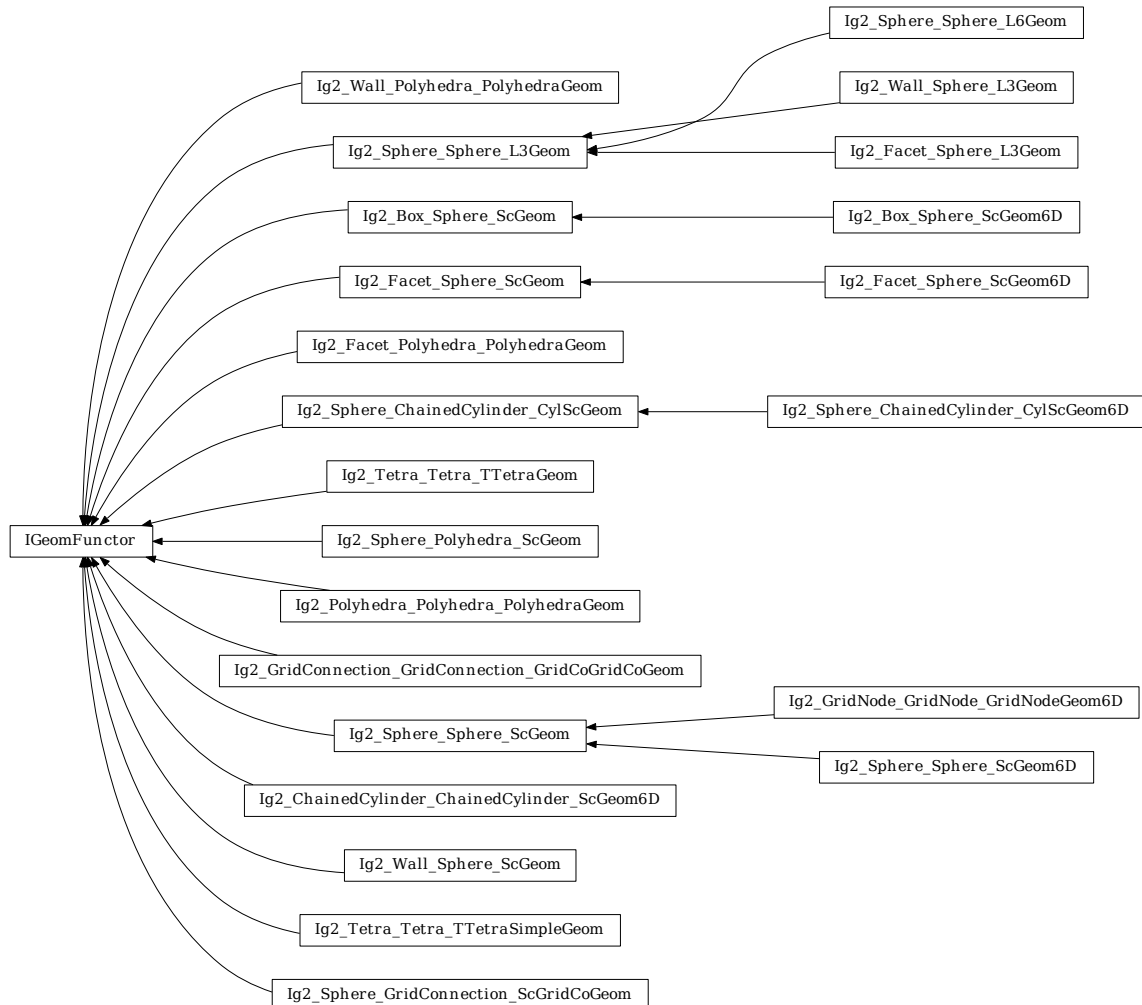 Ig2_Sphere_Sphere_L6Geom
Ig2_Wall_Polyhedra_PolyhedraGeom
Ig2_Wall_Sphere_L3Geom
Ig2_Sphere_Sphere_L3Geom
Ig2_Facet_Sphere_L3Geom
Ig2_Box_Sphere_ScGeom
Ig2_Box_Sphere_ScGeom6D
Ig2_Facet_Sphere_ScGeom
Ig2_Facet_Sphere_ScGeom6D
Ig2_Facet_Polyhedra_PolyhedraGeom
Ig2_Sphere_ChainedCylinder_CylScGeom
Ig2_Sphere_ChainedCylinder_CylScGeom6D
Ig2_Tetra_Tetra_TTetraGeom
IGeomFunctor
Ig2_Sphere_Polyhedra_ScGeom
Ig2_Polyhedra_Polyhedra_PolyhedraGeom
Ig2_GridConnection_GridConnection_GridCoGridCoGeom
Ig2_GridNode_GridNode_GridNodeGeom6D
Ig2_Sphere_Sphere_ScGeom
Ig2_Sphere_Sphere_ScGeom6D
Ig2_ChainedCylinder_ChainedCylinder_ScGeom6D
Ig2_Wall_Sphere_ScGeom
Ig2_Tetra_Tetra_TTetraSimpleGeom
Ig2_Sphere_GridConnection_ScGridCoGeom